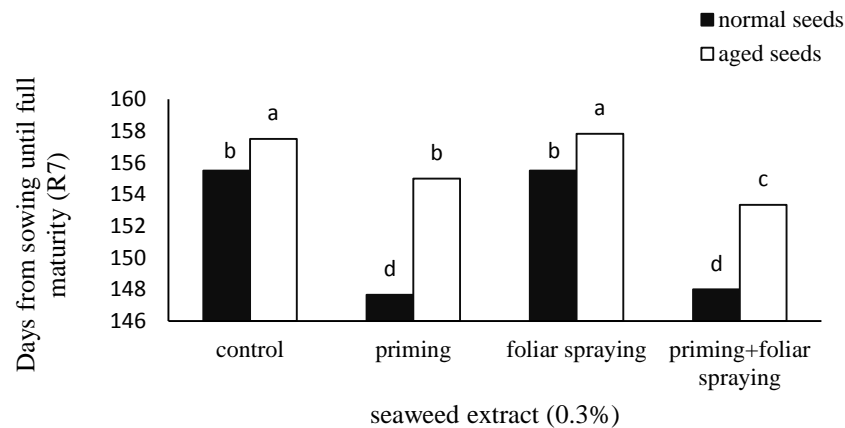 normal seeds
aged seeds
Days from sowing until full
maturity (R7)
160
158
156
154
152
150
148
146
b
a
d
b
b
a
d
c
control
priming
foliar spraying
priming+foliar
spraying
seaweed extract (0.3%)